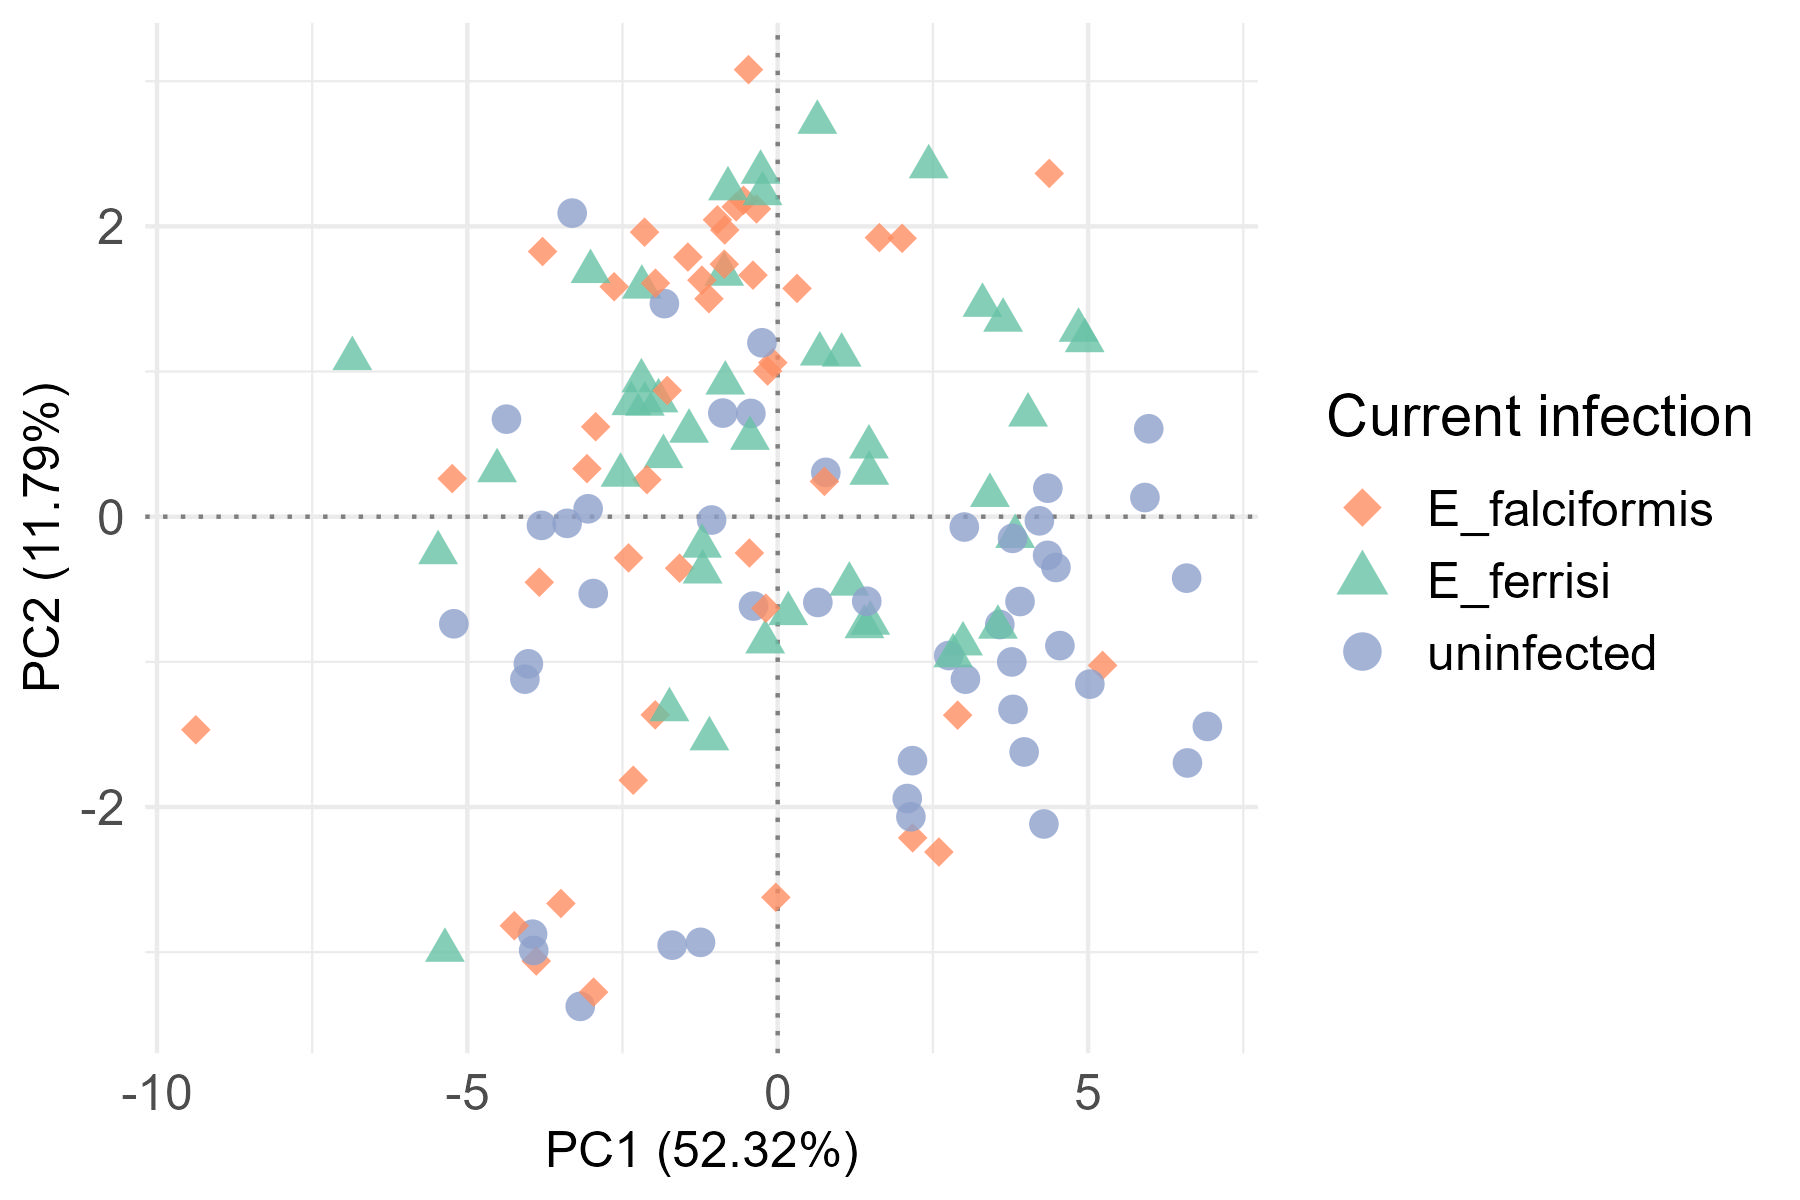 2
0
-2
PC2 (11.79%)
-10
-5
0
5
PC1 (52.32%)
Current infection
E_falciformis
E_ferrisi
uninfected